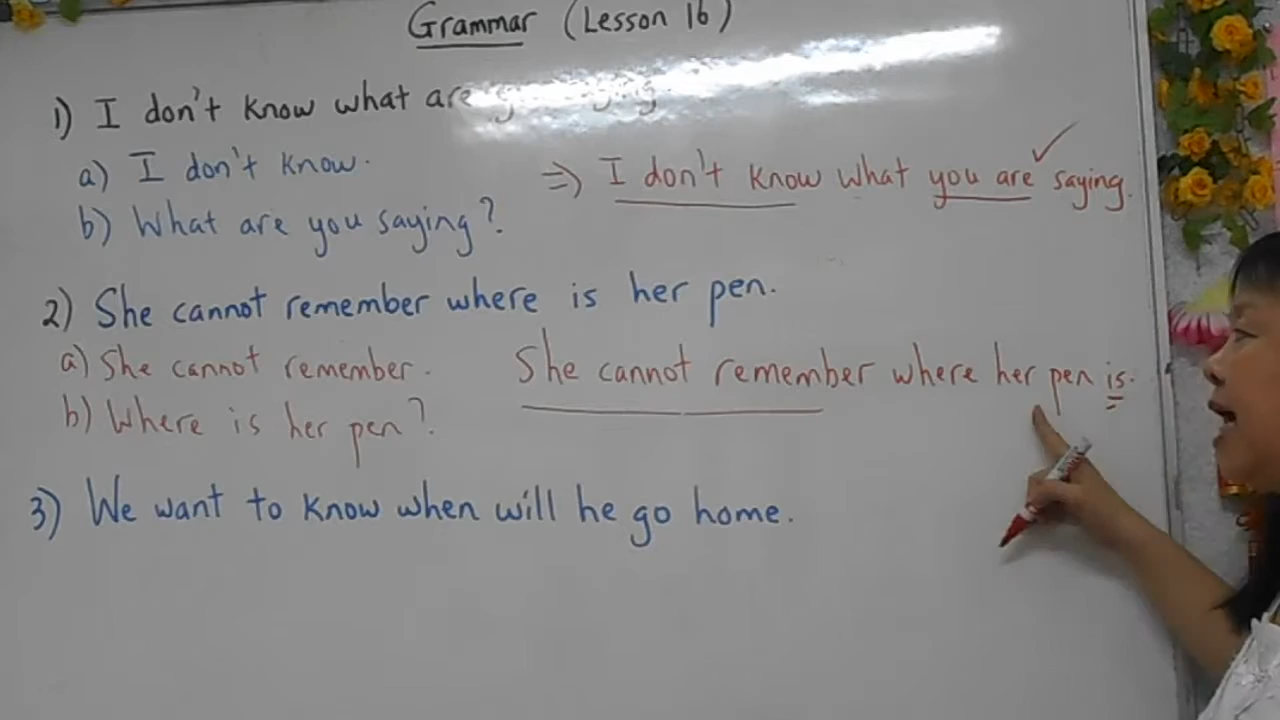 Grammar (Lesson 16)
1) I don't know what are
a) I don't know.
⇒) I don't know what you are ✓ saying.
b) What are you saying?
2) She cannot remember where is her pen.
a) She cannot remember.
She cannot remember where her pen is.
b) Where is her pen?
3) We want to know when will he go home.